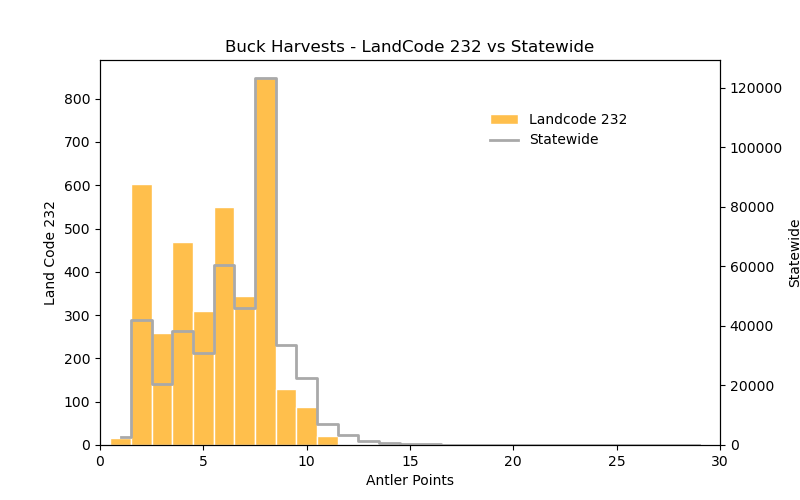 Buck Harvests - LandCode 232 vs Statewide
Landcode 232
Statewide
Land Code 232
800
700
600
500
400
300
200
100
0
120000
100000
80000
60000
40000
20000
0
Statewide
0 5 10 15 20 25 30
Antler Points